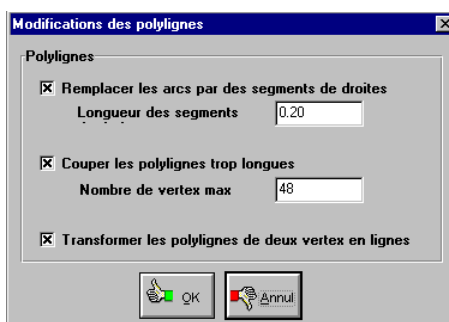 Modifications des polylignes
Polylignes
Remplacer les arcs par des segments de droites
Longueur des segments
0.20
Couper les polylignes trop longues
Nombre de vertex max
48
Transformer les polylignes de deux vertex en lignes
OK
Annul